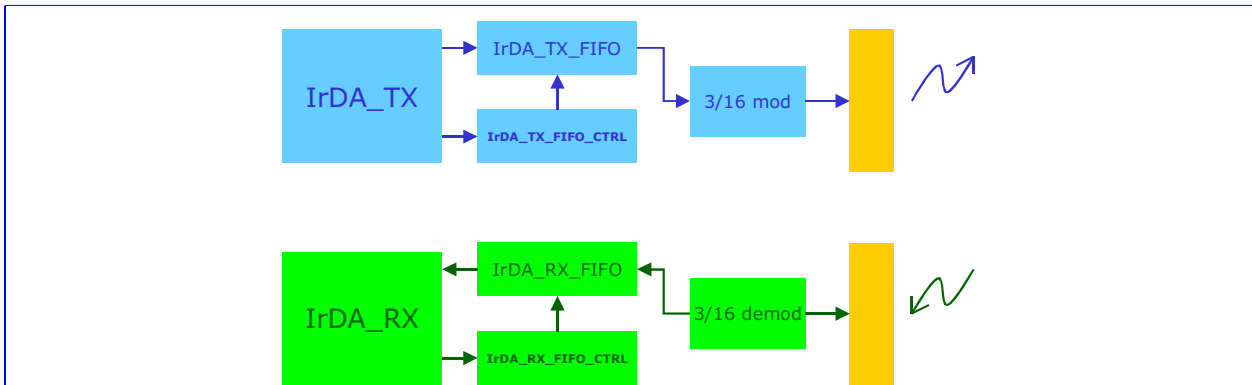 IrDA_TX
IrDA_TX_FIFO
IrDA_TX_FIFO_CTRL
3/16 mod
IrDA_RX
IrDA_RX_FIFO
IrDA_RX_FIFO_CTRL
3/16 demod